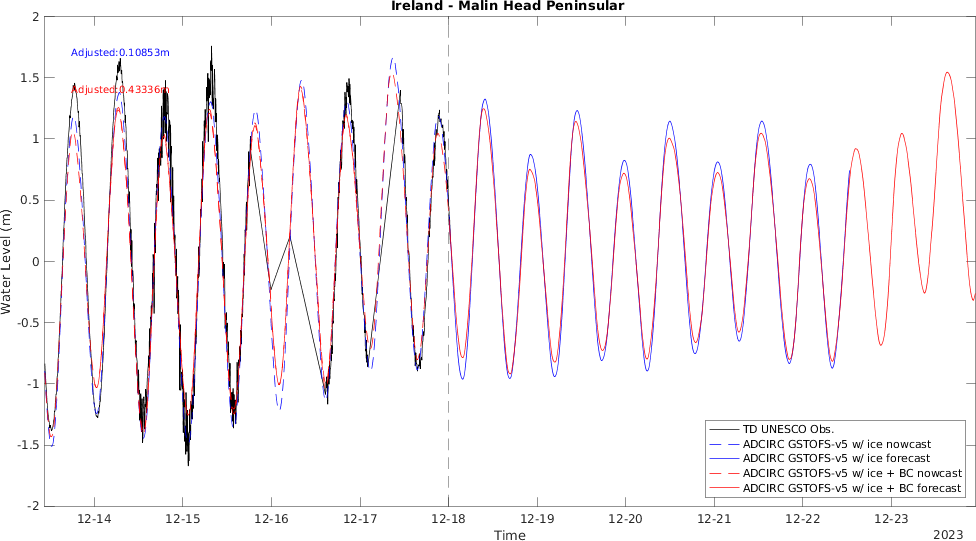 Ireland - Malin Head Peninsular
Adjusted:0.10853m
Adjusted:0.43336m
Water Level (m)
2
1.5
1
0.5
0
-0.5
-1
-1.5
-2
TD UNESCO Obs.
ADCIRC GSTOFS-v5 w/ ice nowcast
ADCIRC GSTOFS-v5 w/ ice forecast
ADCIRC GSTOFS-v5 w/ ice + BC nowcast
ADCIRC GSTOFS-v5 w/ ice + BC forecast
12-14 12-15 12-16 12-17 12-18 12-19 12-20 12-21 12-22 12-23
Time
2023